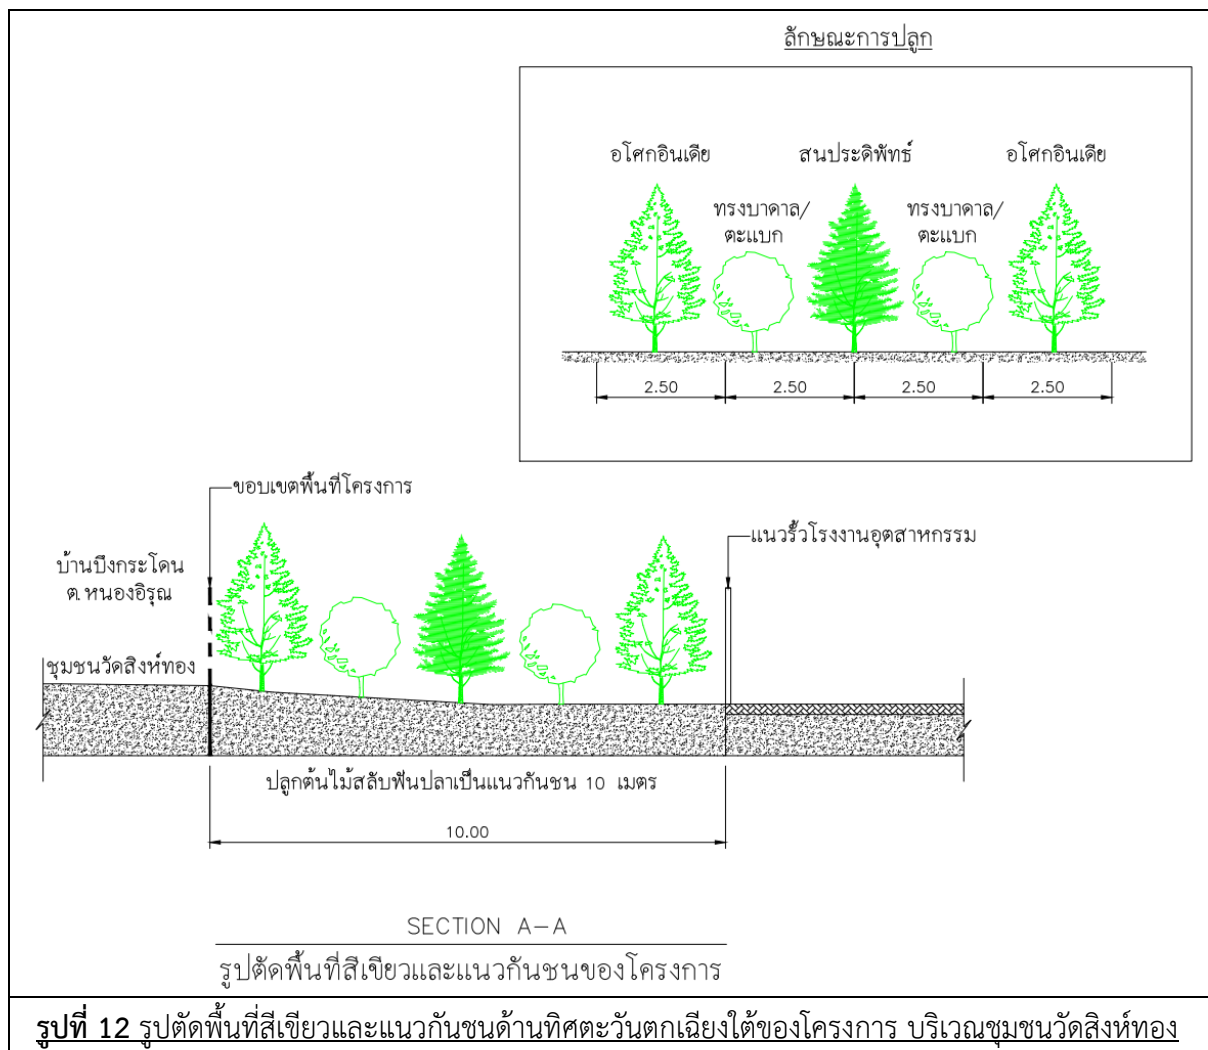 ลักษณะการปลูก
อโศกอินเดีย
สนประดิพัทธ์
อโศกอินเดีย
ทรงบาดาล/
ตะแบก
ทรงบาดาล/
ตะแบก
2.50
2.50
2.50
2.50
ขอบเขตพื้นที่โครงการ
แนวรั้วโรงงานอุตสาหกรรม
บ้านบึงกระโดน
ต.หนองอิรุณ
ชุมชนวัดสิงห์ทอง
ปลูกต้นไม้สลับฟันปลาเป็นแนวกันชน 10 เมตร
10.00
SECTION A-A
รูปตัดพื้นที่สีเขียวและแนวกันชนของโครงการ
รูปที่ 12 รูปตัดพื้นที่สีเขียวและแนวกันชนด้านทิศตะวันตกเฉียงใต้ของโครงการ บริเวณชุมชนวัดสิงห์ทอง